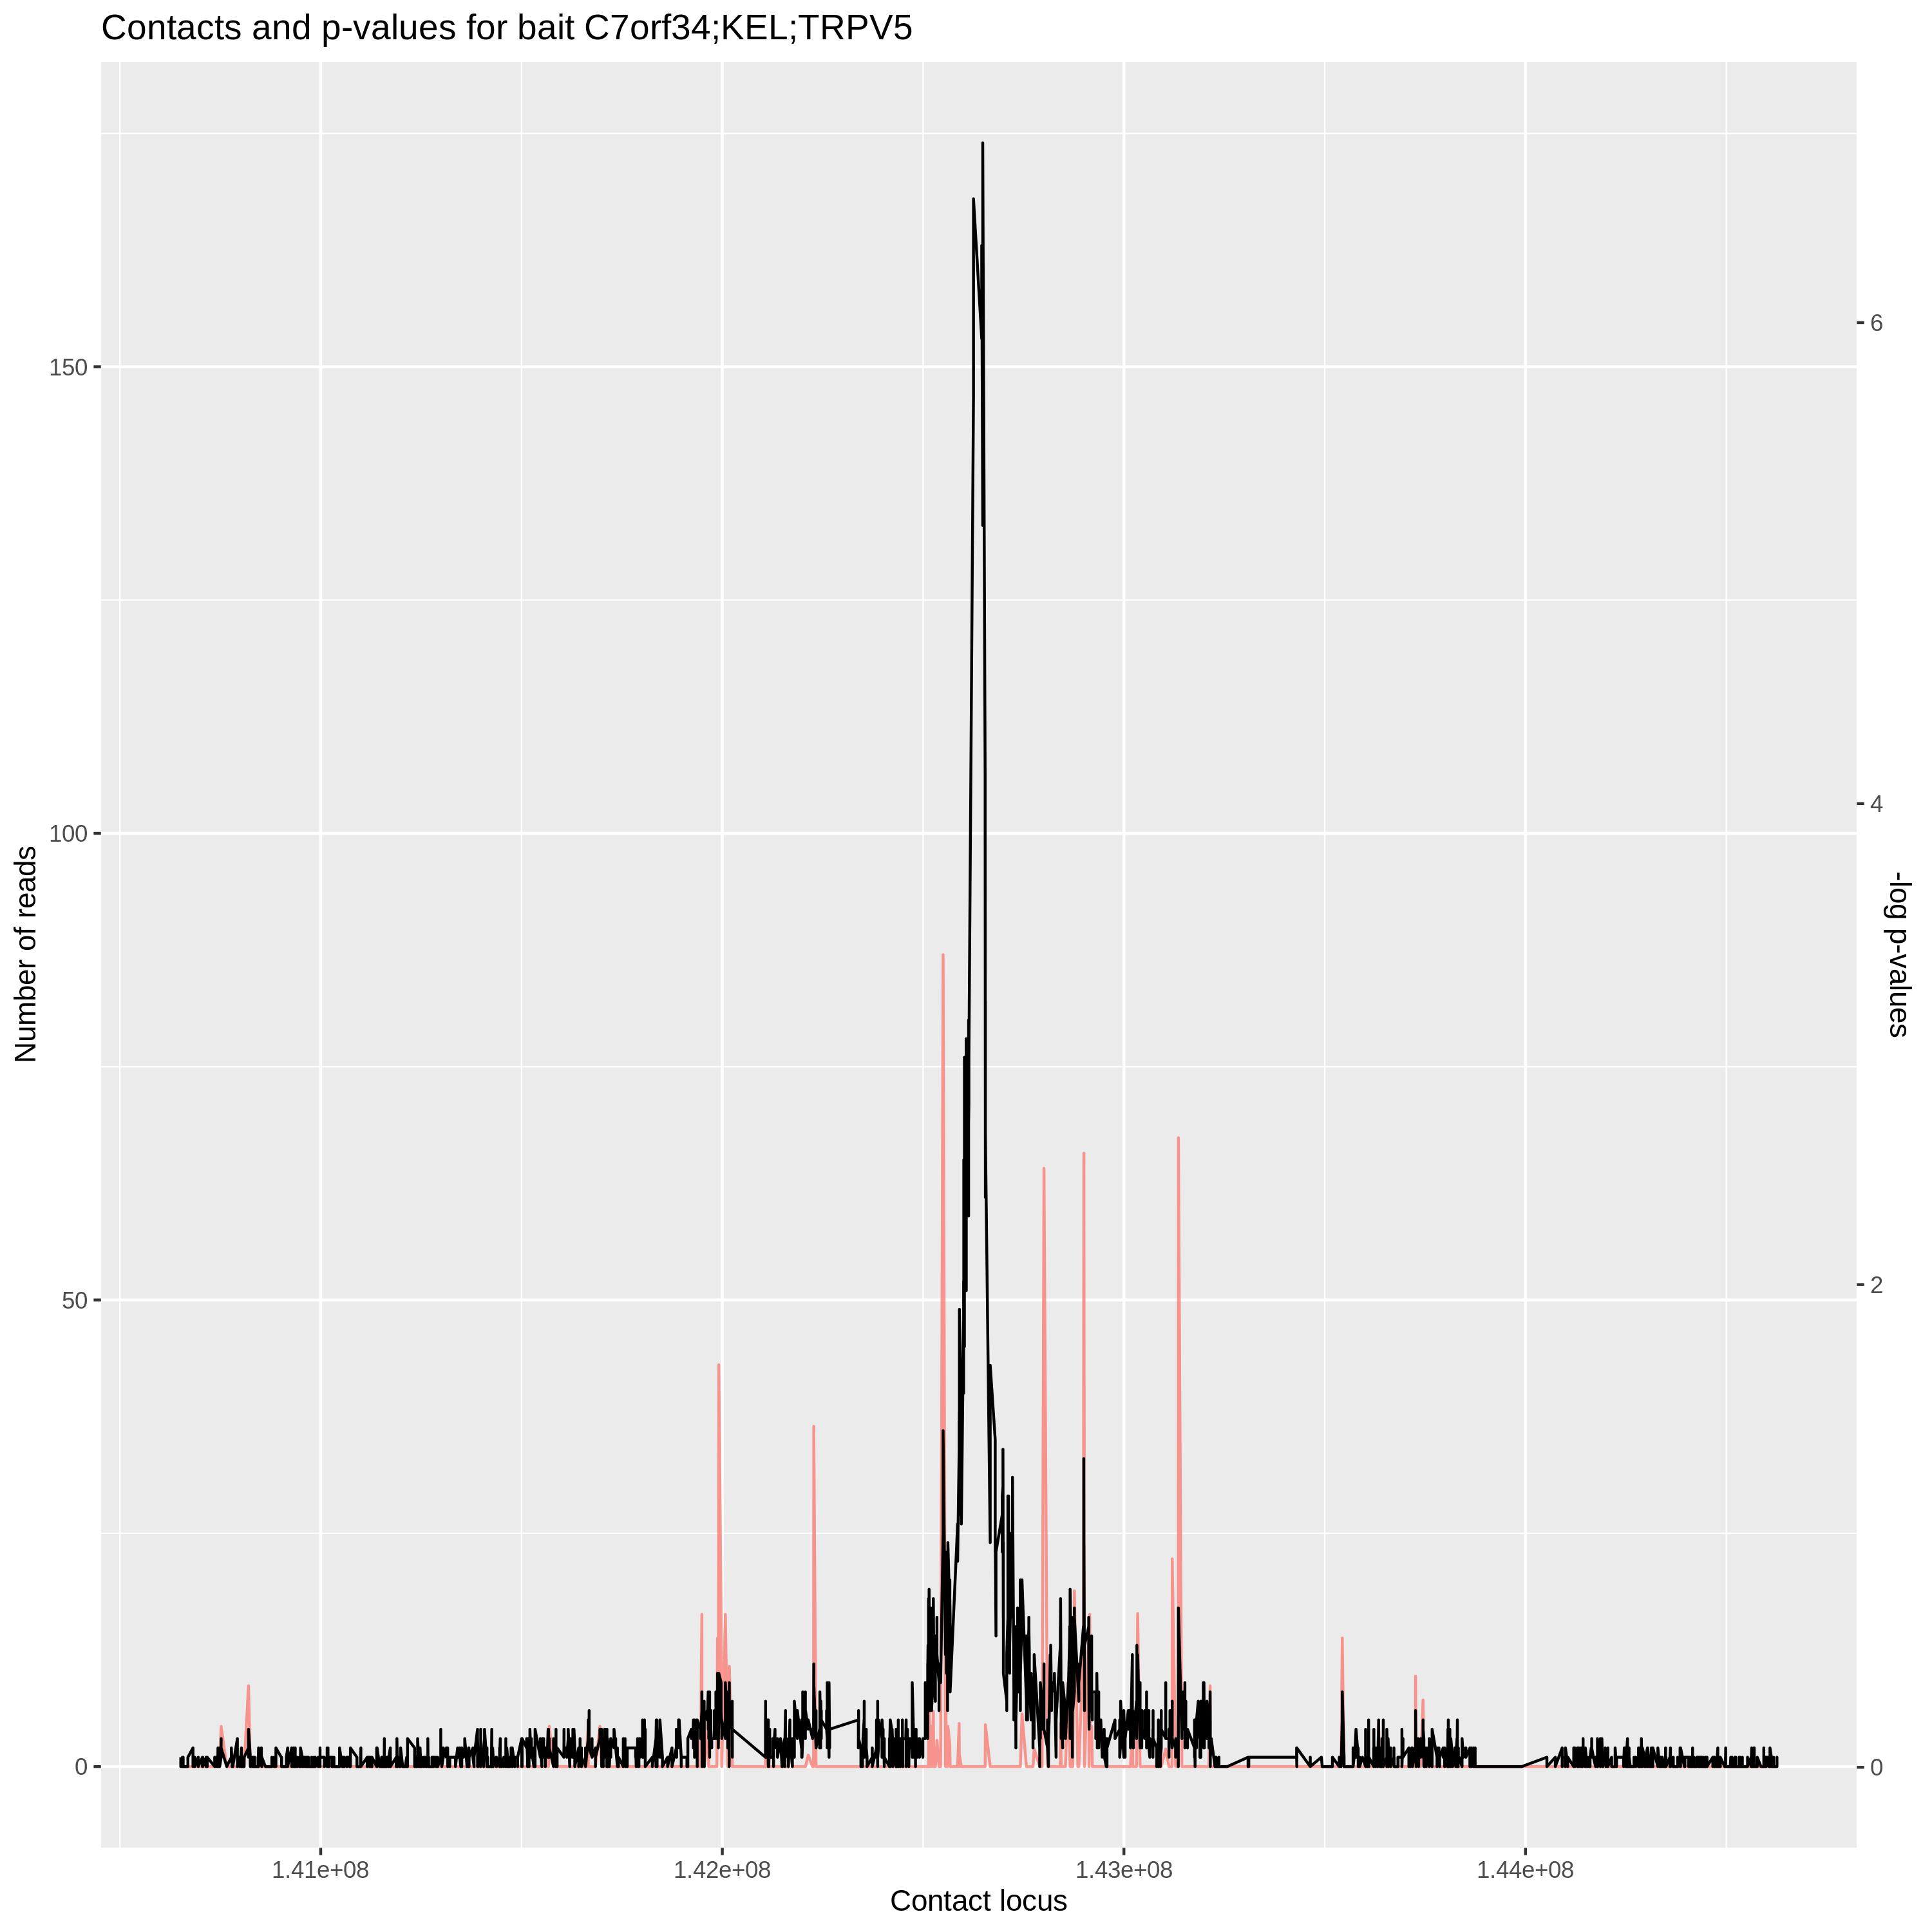 Contacts and p-values for bait C7orf34;KEL;TRPV5
Number of reads
150
100
50
0
6
4
2
0
-log p-values
1.41e+08
1.42e+08
1.43e+08
1.44e+08
Contact locus